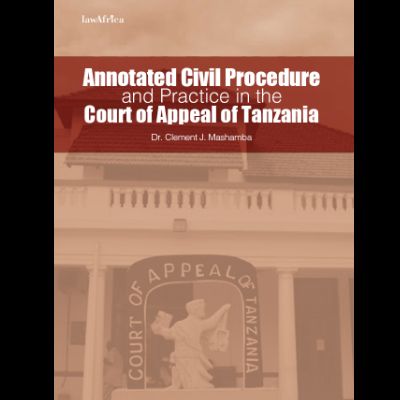 lawAfrica
Annotated Civil Procedure
and Practice in the
Court of Appeal of Tanzania
Dr. Clement J. Mashamba
COURT OF APPEAL OF TANZANIA